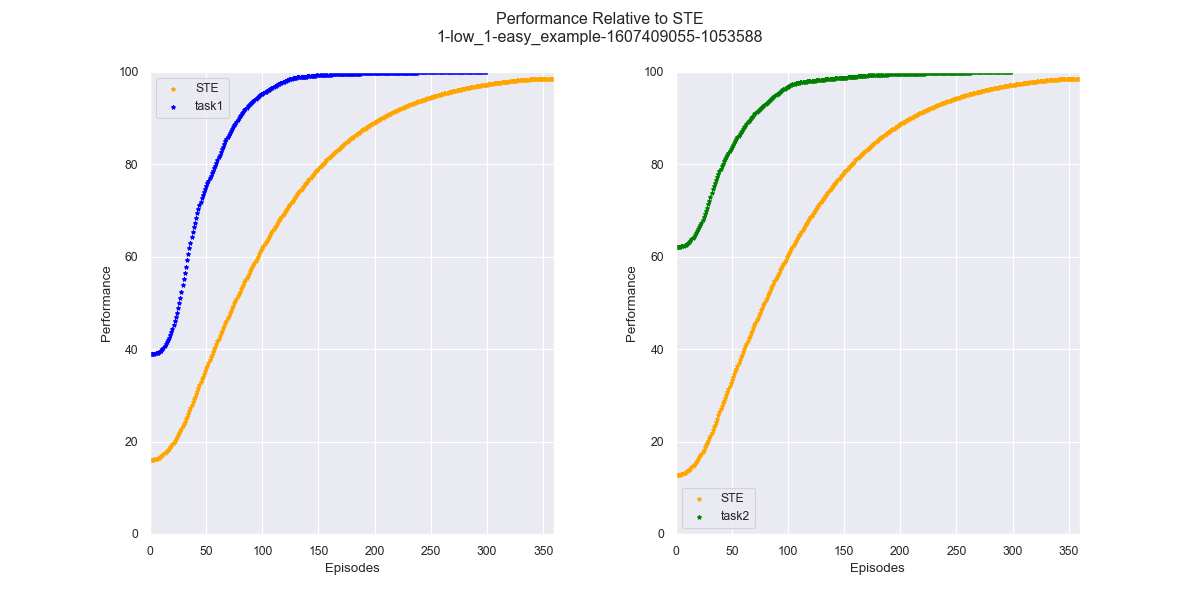 Performance Relative to STE
1-low_1-easy_example-1607409055-1053588
100
80
60
40
20
0
Performance
STE
task1
0 50 100 150 200 250 300 350
Episodes
100
80
60
40
20
0
Performance
STE
task2
0 50 100 150 200 250 300 350
Episodes